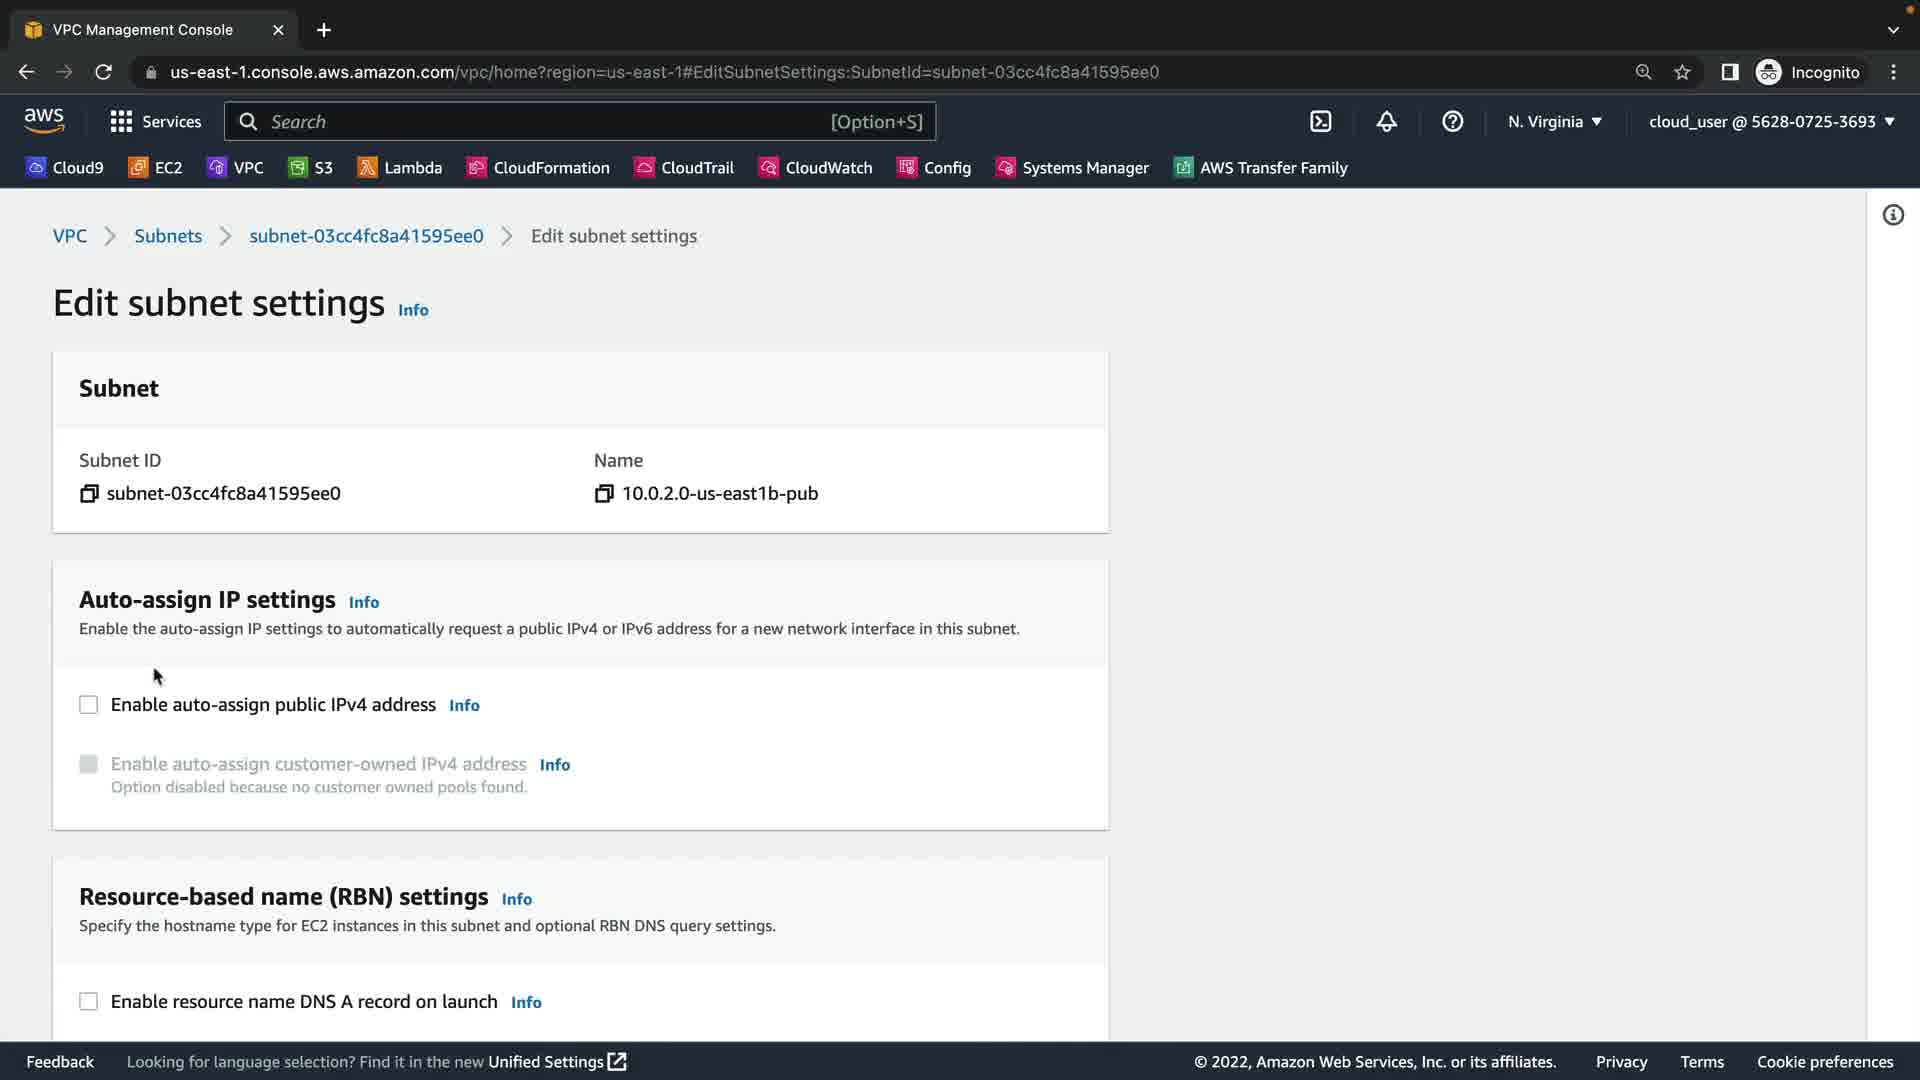 VPC Management Console
us-east-1.console.aws.amazon.com/vpc/home?region=us-east-1#EditSubnetSettings:SubnetId=subnet-03cc4fc8a41595ee0
Incognito
aws
Services
Search
[Option+S]
N. Virginia
cloud_user @ 5628-0725-3693
Cloud9
EC2
VPC
S3
Lambda
CloudFormation
CloudTrail
CloudWatch
Config
Systems Manager
AWS Transfer Family
VPC
Subnets
subnet-03cc4fc8a41595ee0
Edit subnet settings
Edit subnet settings Info
Subnet
Subnet ID
subnet-03cc4fc8a41595ee0
Name
10.0.2.0-us-east1b-pub
Auto-assign IP settings Info
Enable the auto-assign IP settings to automatically request a public IPv4 or IPv6 address for a new network interface in this subnet.
Enable auto-assign public IPv4 address Info
Enable auto-assign customer-owned IPv4 address Info
Option disabled because no customer owned pools found.
Resource-based name (RBN) settings Info
Specify the hostname type for EC2 instances in this subnet and optional RBN DNS query settings.
Enable resource name DNS A record on launch Info
Feedback
Looking for language selection? Find it in the new Unified Settings
© 2022, Amazon Web Services, Inc. or its affiliates.
Privacy
Terms
Cookie preferences